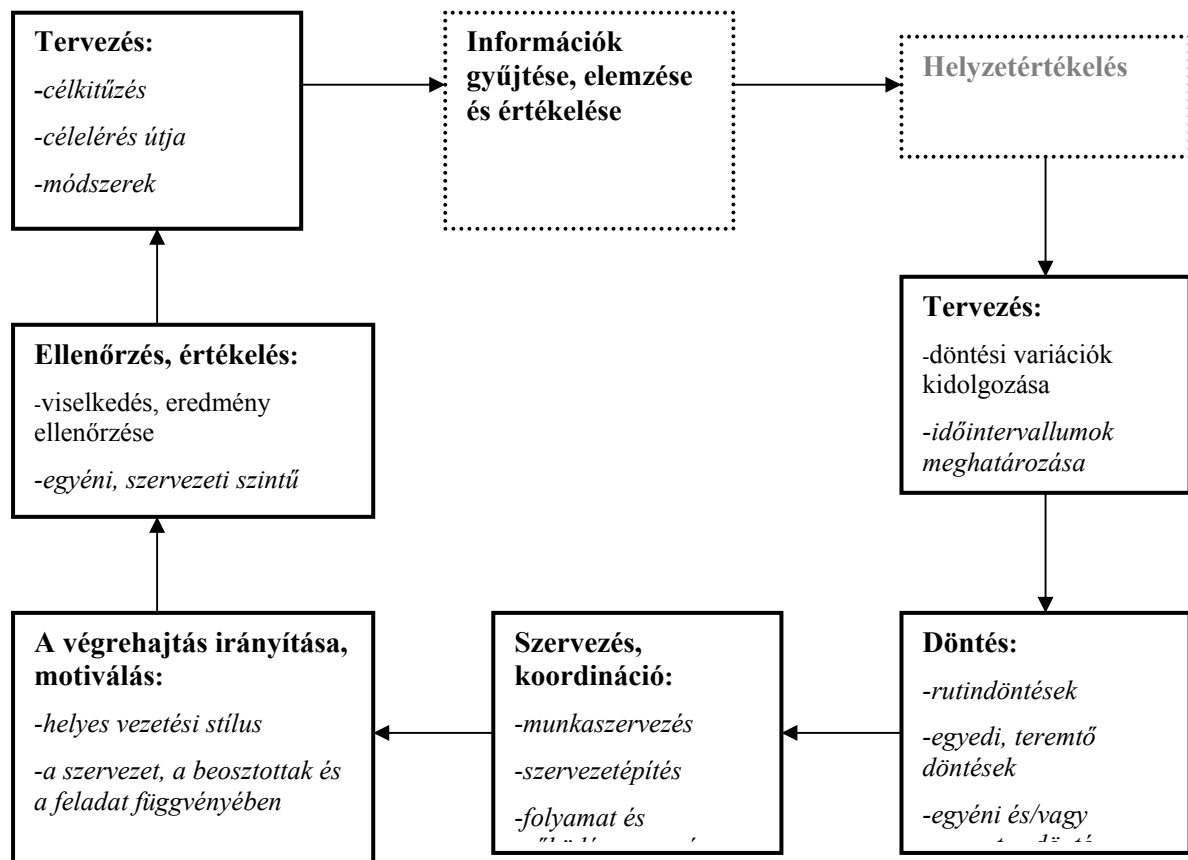 Tervezés:
-célkitűzés
-célelérés útja
-módszerek
Információk
gyűjtése, elemzése
és értékelése
Helyzetértékelés
Tervezés:
-döntési variációk
kidolgozása
-időintervallumok
meghatározása
Döntés:
-rutindöntések
-egyedi, teremtő
döntések
-egyéni és/vagy
Szervezés,
koordináció:
-munkaszervezés
-szervezetépítés
-folyamat és
A végrehajtás irányítása,
motiválás:
-helyes vezetési stílus
-a szervezet, a beosztottak és
a feladat függvényében
Ellenőrzés, értékelés:
-viselkedés, eredmény
ellenőrzése
-egyéni, szervezeti szintű